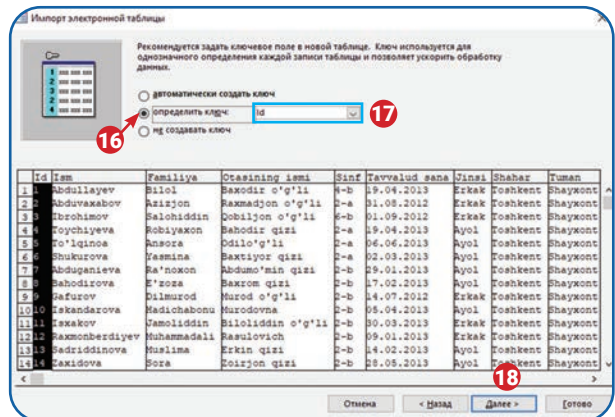 Импорт электронной таблицы
Рекомендуется задать ключевое поле в новой таблице. Ключ используется для
однозначного определения каждой записи таблицы и позволяет ускорить обработку
данных.
автоматически создать ключ
определить ключ: Id 17
16
не создавать ключ
Id Ism Familiya Otasining ismi Sinf Tavvalud sana Jinsi Shahar Tuman
1 1 Abdullayev Bilol Baxodir o'g'li 4-b 19.04.2013 Erkak Toshkent Shayxont
2 2 Abduvaxabov Azizjon Raxmadjon o'g'li 2-a 31.08.2012 Erkak Toshkent Shayxont
3 3 Ibrohimov Salohiddin Qobiljon o'g'li 6-b 01.09.2012 Erkak Toshkent Shayxont
4 4 Toychiyeva Robiyaxon Bahodir qizi 2-a 19.04.2013 Ayol Toshkent Shayxont
5 5 To'lqinoa Ansora Odilo'g'li 2-a 06.06.2013 Ayol Toshkent Shayxont
6 6 Shukurova Yasmina Baxtiyor qizi 2-a 02.03.2013 Ayol Toshkent Shayxont
7 7 Abduganieva Ra'noxon Abdumo'min qizi 2-b 29.01.2013 Ayol Toshkent Shayxont
8 8 Bahodirova E'zoza Baxrom qizi 2-b 17.02.2013 Ayol Toshkent Shayxont
9 9 Gafurov Dilmurod Murod o'g'li 2-b 14.07.2012 Erkak Toshkent Shayxont
10 10 Iskandarova Madichabonu Murodovna 2-b 05.04.2013 Ayol Toshkent Shayxont
11 11 Isxakov Jamoliddin Biloliddin o'g'li 2-b 30.03.2013 Erkak Toshkent Shayxont
12 12 Raxmonberdiyev Muhammadali Rasulovich 2-b 09.01.2013 Erkak Toshkent Shayxont
13 13 Sadriddinova Muslima Erkin qizi 2-b 14.02.2013 Ayol Toshkent Shayxont
14 14 Zaxidova Sora Zoirjon qizi 2-b 28.05.2013 Ayol Toshkent Shayxont
18
Отмена < Назад Далее > Готово